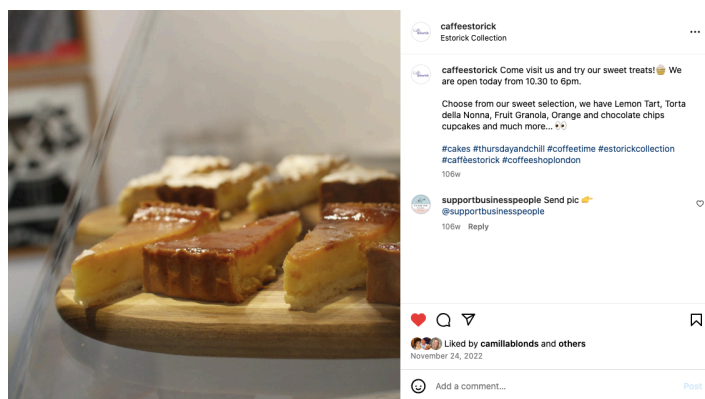 caffeestorick
Estorick Collection
caffeestorick Come visit us and try our sweet treats!🧁 We
are open today from 10.30 to 6pm.
Choose from our sweet selection, we have Lemon Tart, Torta
della Nonna, Fruit Granola, Orange and chocolate chips
cupcakes and much more... 👀
#cakes #thursdayandchill #coffeetime #estorickcollection
#caffèestorick #coffeeshoplondon
106w
supportbusinesspeople Send pic 👉
@supportbusinesspeople
106w Reply
Liked by camillablonds and others
November 24, 2022
Add a comment...
Post